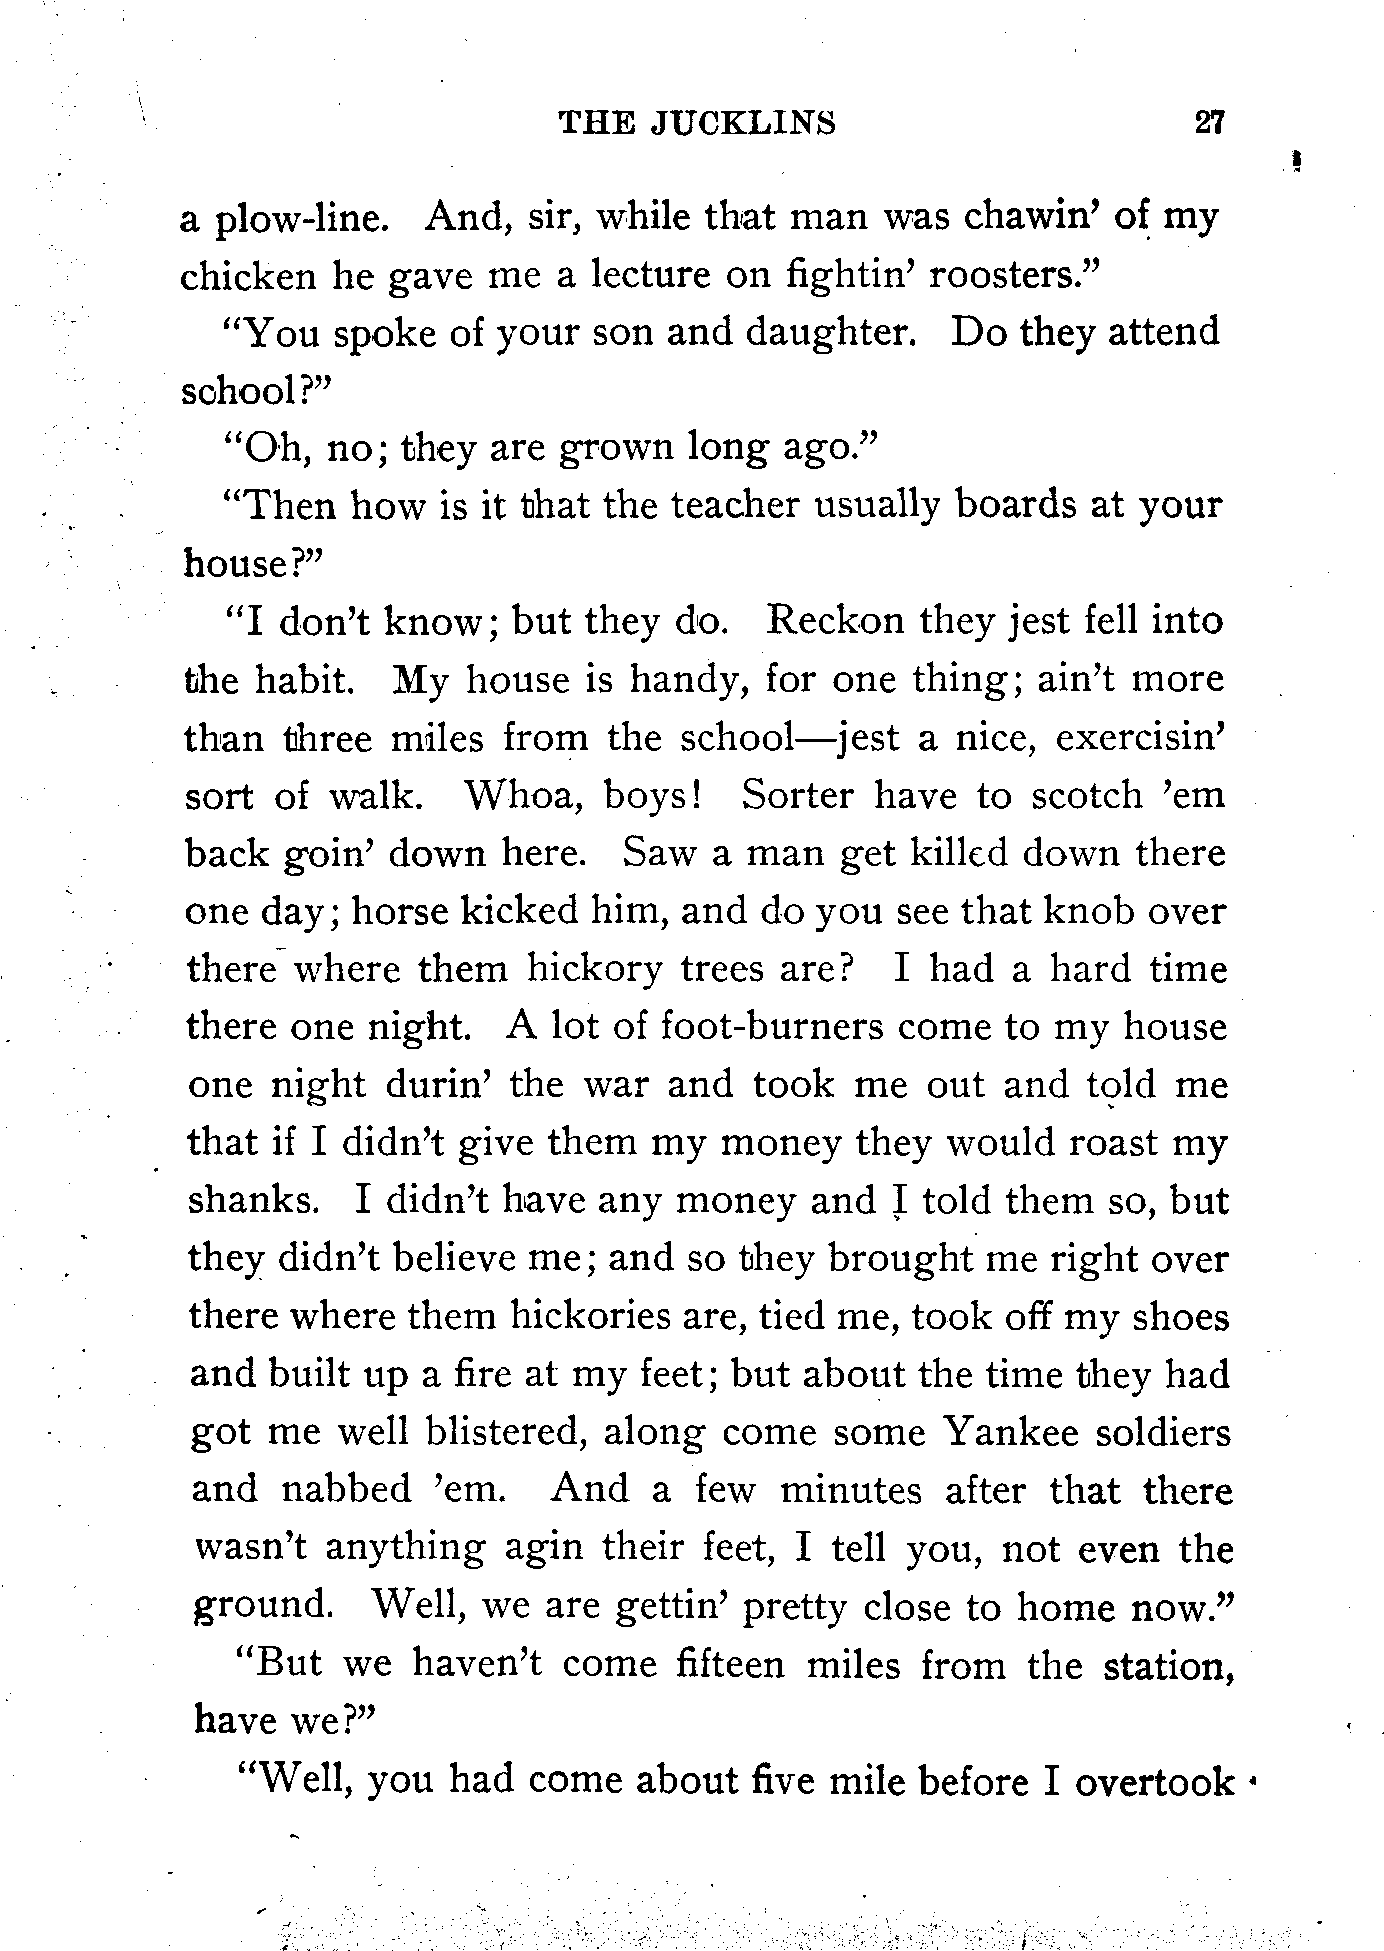 THE JUCKLINS 27
a plow-line. And, sir, while that man was chawin' of my
chicken he gave me a lecture on fightin' roosters."
"You spoke of your son and daughter. Do they attend
school?"
"Oh, no; they are grown long ago."
"Then how is it that the teacher usually boards at your
house?"
"I don't know; but they do. Reckon they jest fell into
the habit. My house is handy, for one thing; ain't more
than three miles from the school—jest a nice, exercisin'
sort of walk. Whoa, boys! Sorter have to scotch 'em
back goin' down here. Saw a man get killed down there
one day; horse kicked him, and do you see that knob over
there where them hickory trees are? I had a hard time
there one night. A lot of foot-burners come to my house
one night durin' the war and took me out and told me
that if I didn't give them my money they would roast my
shanks. I didn't have any money and I told them so, but
they didn't believe me; and so they brought me right over
there where them hickories are, tied me, took off my shoes
and built up a fire at my feet; but about the time they had
got me well blistered, along come some Yankee soldiers
and nabbed 'em. And a few minutes after that there
wasn't anything agin their feet, I tell you, not even the
ground. Well, we are gettin' pretty close to home now."
"But we haven't come fifteen miles from the station,
have we?"
"Well, you had come about five mile before I overtook